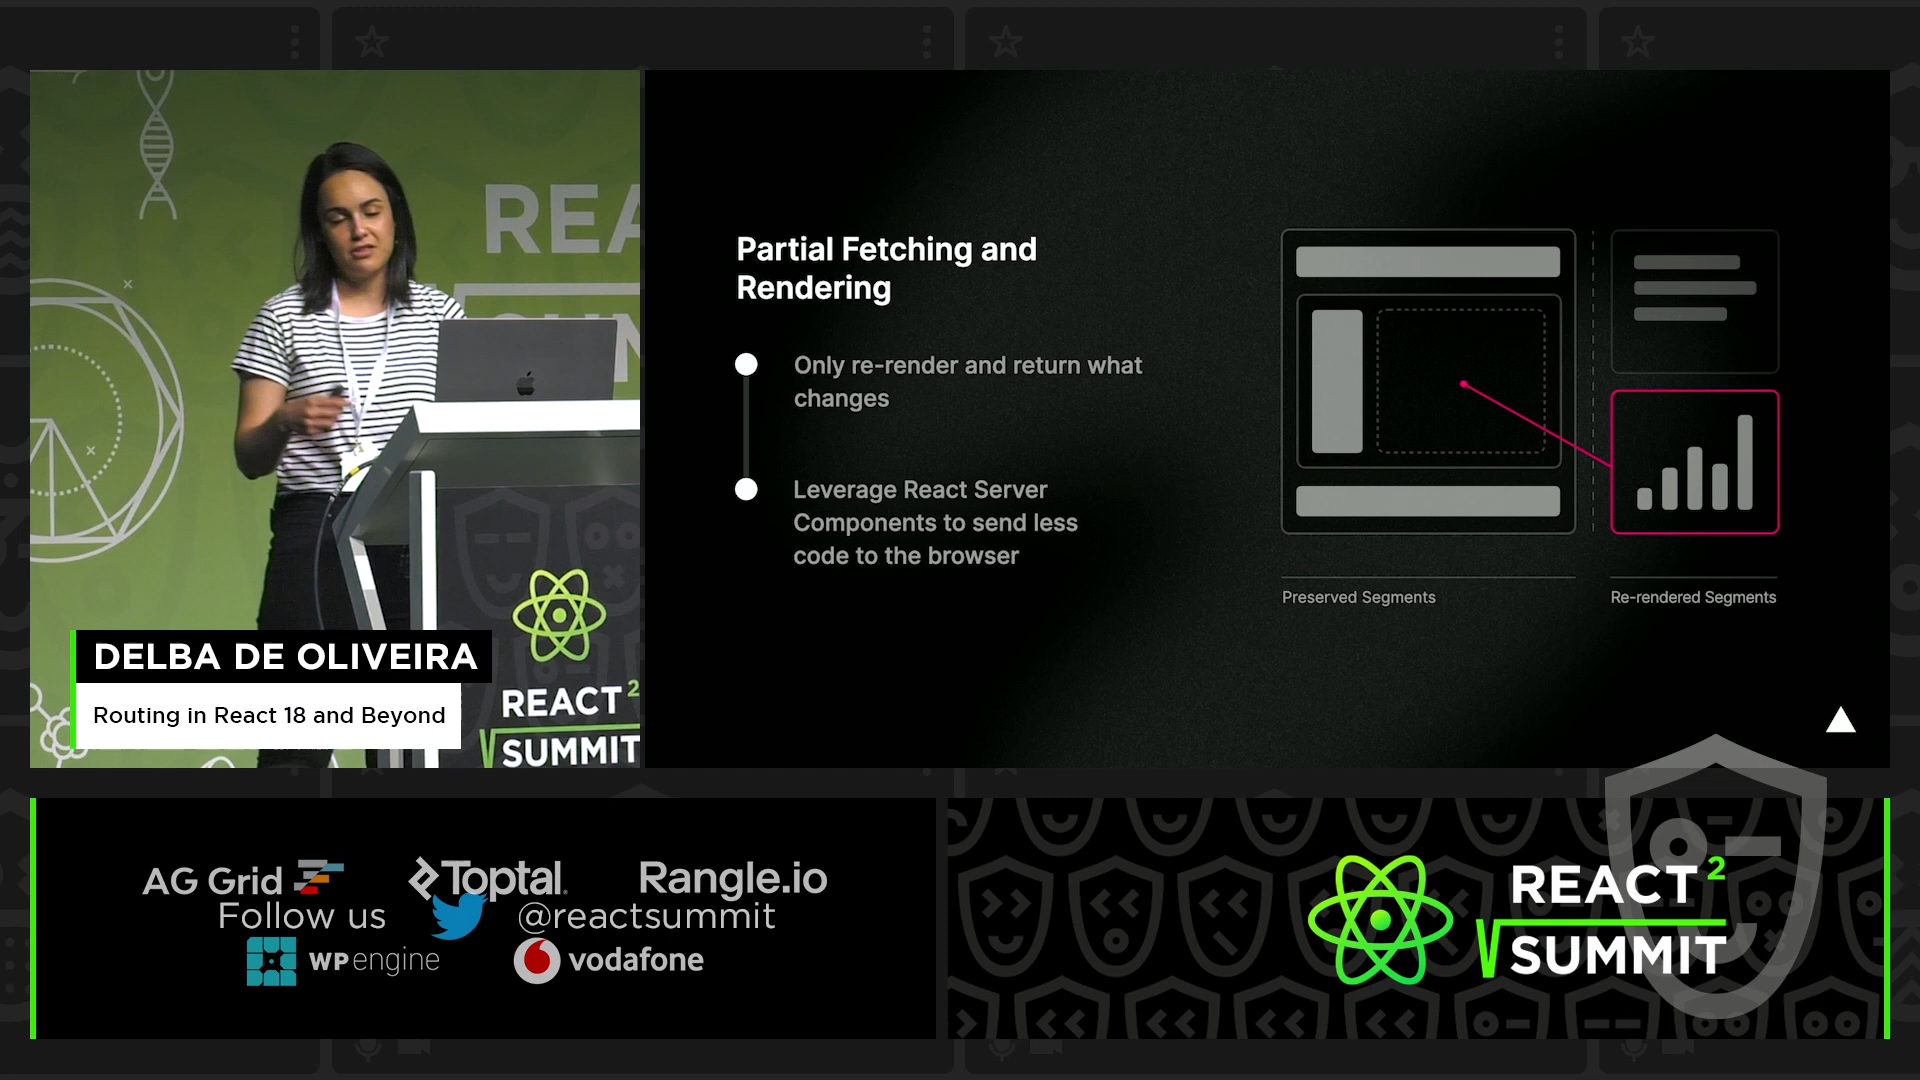 REA
DELBA DE OLIVEIRA
Routing in React 18 and Beyond
REACT 2
SUMMIT
Partial Fetching and
Rendering
Only re-render and return what
changes
Leverage React Server
Components to send less
code to the browser
Preserved Segments
Re-rendered Segments
AG Grid
Toptal
Rangle.io
Follow us
@reactsummit
WP engine
vodafone
REACT 2
SUMMIT